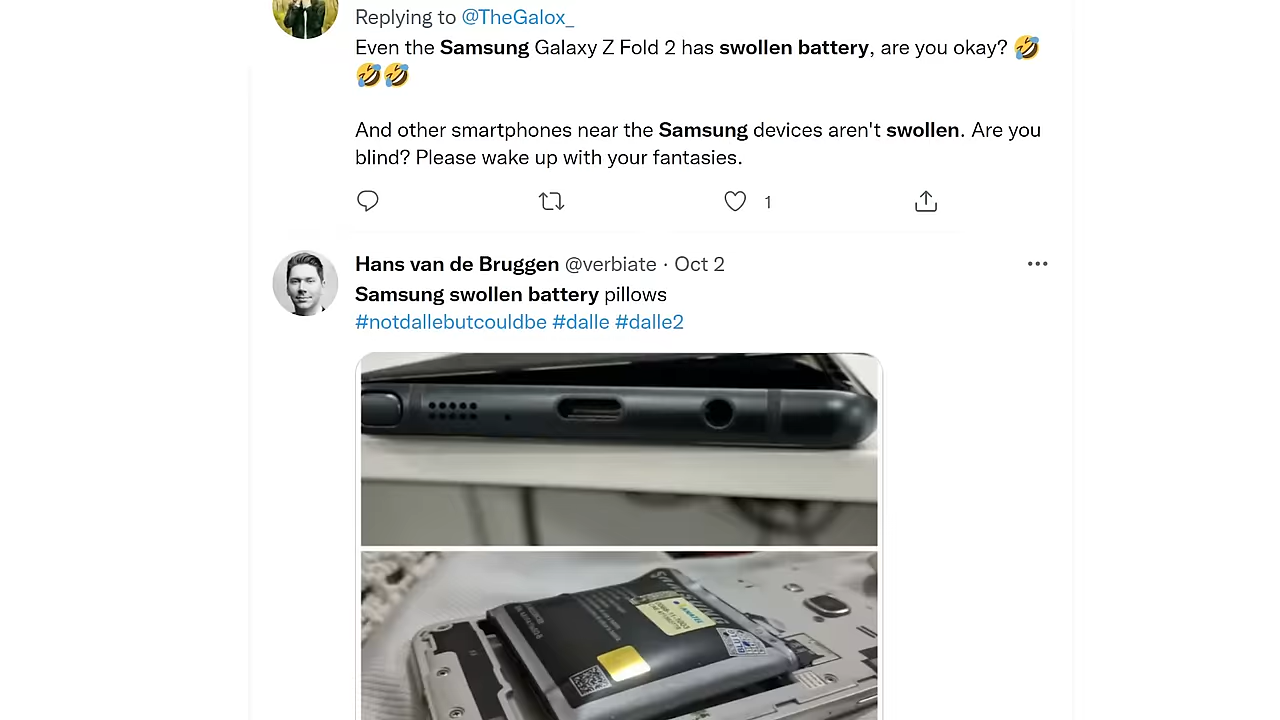 Replying to @TheGalox_
Even the Samsung Galaxy Z Fold 2 has swollen battery, are you okay? 🤣
🤣🤣
And other smartphones near the Samsung devices aren't swollen. Are you
blind? Please wake up with your fantasies.
1
Hans van de Bruggen @verbiate · Oct 2
Samsung swollen battery pillows
#notdallebutcouldbe #dalle #dalle2
SAMSUNG